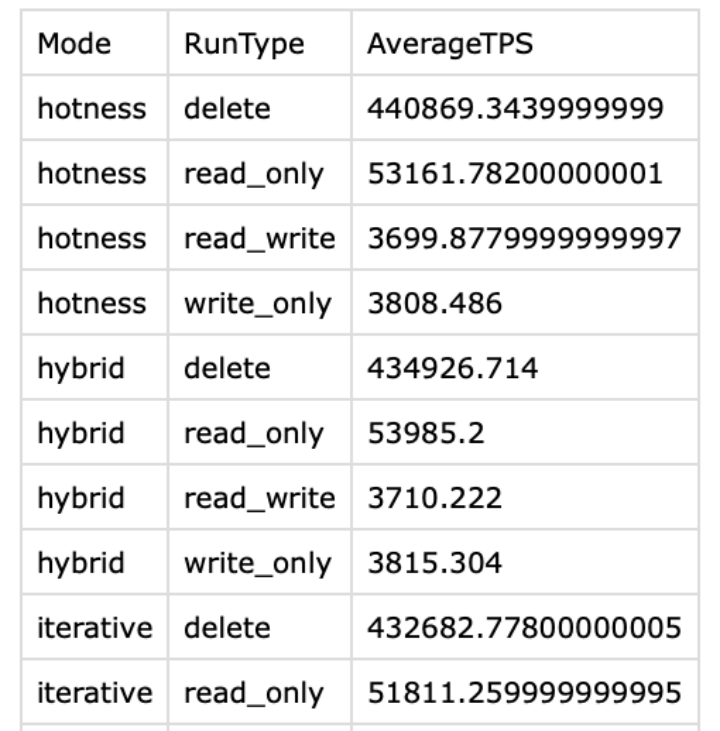 Mode RunType AverageTPS
hotness delete 440869.3439999999
hotness read_only 53161.78200000001
hotness read_write 3699.8779999999997
hotness write_only 3808.486
hybrid delete 434926.714
hybrid read_only 53985.2
hybrid read_write 3710.222
hybrid write_only 3815.304
iterative delete 432682.77800000005
iterative read_only 51811.259999999995